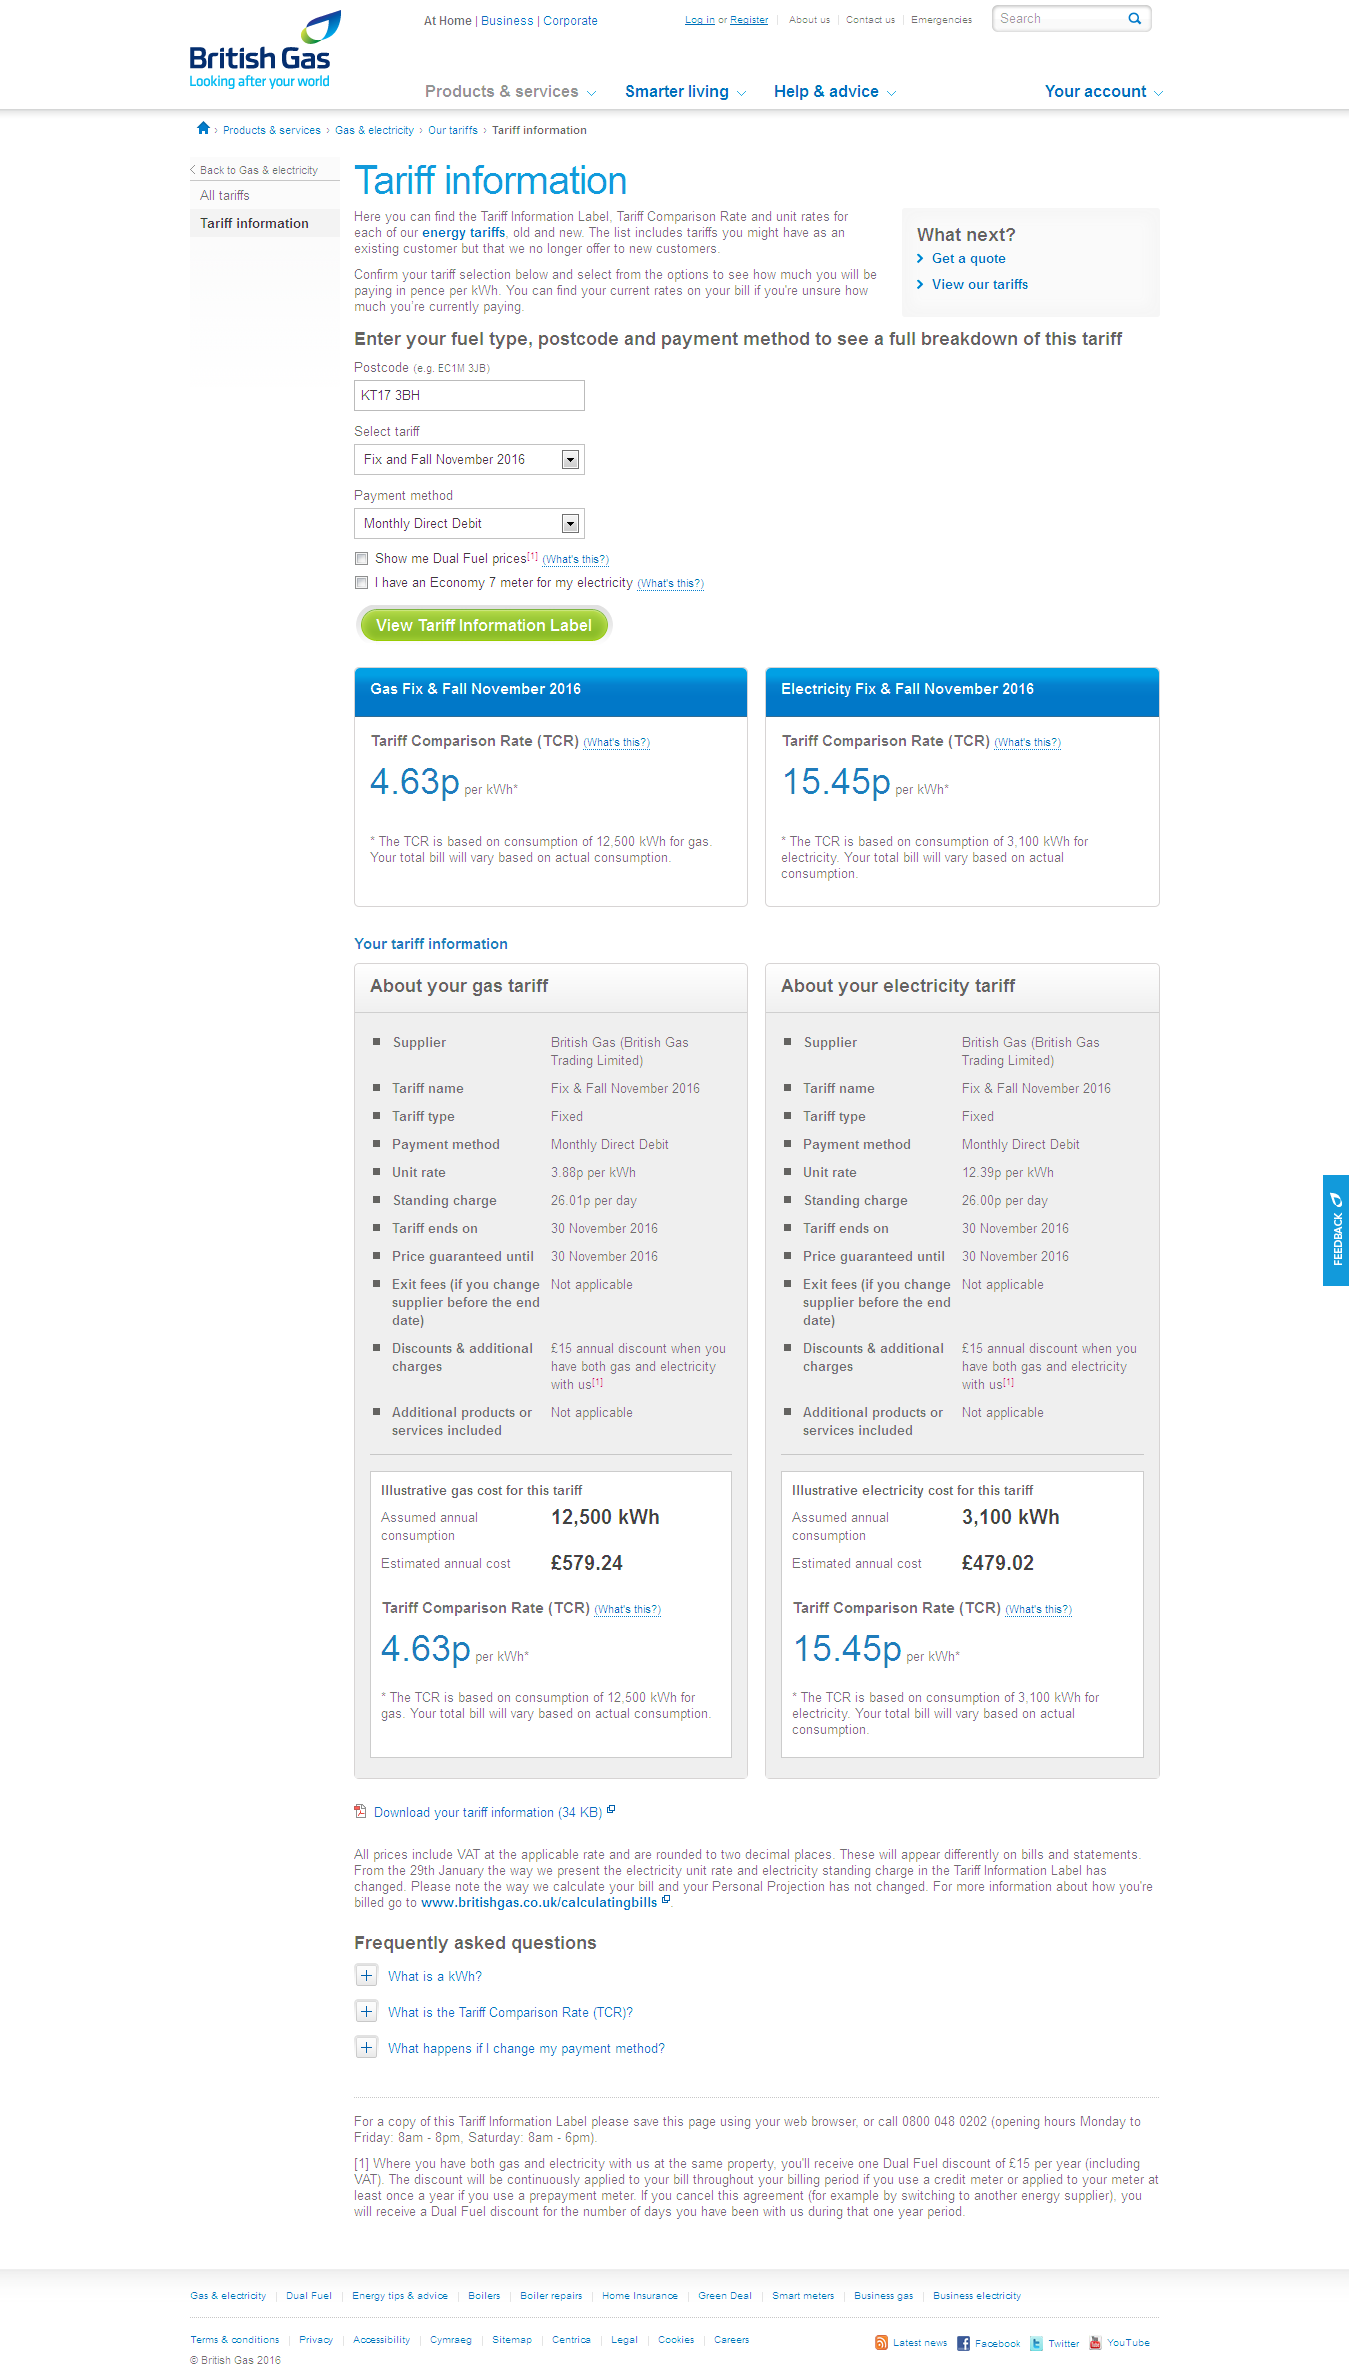 British Gas
Looking after your world
At Home | Business | Corporate
Log in or Register | About us | Contact us | Emergencies
Search
Products & services
Smarter living
Help & advice
Your account
Products & services › Gas & electricity › Our tariffs › Tariff information
Back to Gas & electricity
All tariffs
Tariff information
Tariff information
Here you can find the Tariff Information Label, Tariff Comparison Rate and unit rates for
each of our energy tariffs, old and new. The list includes tariffs you might have as an
existing customer but that we no longer offer to new customers.
Confirm your tariff selection below and select from the options to see how much you will be
paying in pence per kWh. You can find your current rates on your bill if you're unsure how
much you're currently paying.
What next?
Get a quote
View our tariffs
Enter your fuel type, postcode and payment method to see a full breakdown of this tariff
Postcode (e.g. EC1M 3JB)
KT17 3BH
Select tariff
Fix and Fall November 2016
Payment method
Monthly Direct Debit
Show me Dual Fuel prices[1] (What's this?)
I have an Economy 7 meter for my electricity (What's this?)
View Tariff Information Label
Gas Fix & Fall November 2016
Tariff Comparison Rate (TCR) (What's this?)
4.63p per kWh*
* The TCR is based on consumption of 12,500 kWh for gas.
Your total bill will vary based on actual consumption.
Electricity Fix & Fall November 2016
Tariff Comparison Rate (TCR) (What's this?)
15.45p per kWh*
* The TCR is based on consumption of 3,100 kWh for
electricity. Your total bill will vary based on actual
consumption.
Your tariff information
About your gas tariff
Supplier British Gas (British Gas
Trading Limited)
Tariff name Fix & Fall November 2016
Tariff type Fixed
Payment method Monthly Direct Debit
Unit rate 3.88p per kWh
Standing charge 26.01p per day
Tariff ends on 30 November 2016
Price guaranteed until 30 November 2016
Exit fees (if you change Not applicable
supplier before the end
date)
Discounts & additional £15 annual discount when you
charges have both gas and electricity
with us[1]
Additional products or Not applicable
services included
Illustrative gas cost for this tariff
Assumed annual 12,500 kWh
consumption
Estimated annual cost £579.24
Tariff Comparison Rate (TCR) (What's this?)
4.63p per kWh*
* The TCR is based on consumption of 12,500 kWh for
gas. Your total bill will vary based on actual consumption.
About your electricity tariff
Supplier British Gas (British Gas
Trading Limited)
Tariff name Fix & Fall November 2016
Tariff type Fixed
Payment method Monthly Direct Debit
Unit rate 12.39p per kWh
Standing charge 26.00p per day
Tariff ends on 30 November 2016
Price guaranteed until 30 November 2016
Exit fees (if you change Not applicable
supplier before the end
date)
Discounts & additional £15 annual discount when you
charges have both gas and electricity
with us[1]
Additional products or Not applicable
services included
Illustrative electricity cost for this tariff
Assumed annual 3,100 kWh
consumption
Estimated annual cost £479.02
Tariff Comparison Rate (TCR) (What's this?)
15.45p per kWh*
* The TCR is based on consumption of 3,100 kWh for
electricity. Your total bill will vary based on actual
consumption.
FEEDBACK
Download your tariff information (34 KB)
All prices include VAT at the applicable rate and are rounded to two decimal places. These will appear differently on bills and statements.
From the 29th January the way we present the electricity unit rate and electricity standing charge in the Tariff Information Label has
changed. Please note the way we calculate your bill and your Personal Projection has not changed. For more information about how you're
billed go to www.britishgas.co.uk/calculatingbills .
Frequently asked questions
What is a kWh?
What is the Tariff Comparison Rate (TCR)?
What happens if I change my payment method?
For a copy of this Tariff Information Label please save this page using your web browser, or call 0800 048 0202 (opening hours Monday to
Friday: 8am - 8pm, Saturday: 8am - 6pm).
[1] Where you have both gas and electricity with us at the same property, you'll receive one Dual Fuel discount of £15 per year (including
VAT). The discount will be continuously applied to your bill throughout your billing period if you use a credit meter or applied to your meter at
least once a year if you use a prepayment meter. If you cancel this agreement (for example by switching to another energy supplier), you
will receive a Dual Fuel discount for the number of days you have been with us during that one year period.
Gas & electricity | Dual Fuel | Energy tips & advice | Boilers | Boiler repairs | Home Insurance | Green Deal | Smart meters | Business gas | Business electricity
Terms & conditions | Privacy | Accessibility | Cymraeg | Sitemap | Centrica | Legal | Cookies | Careers
Latest news Facebook Twitter YouTube
© British Gas 2016